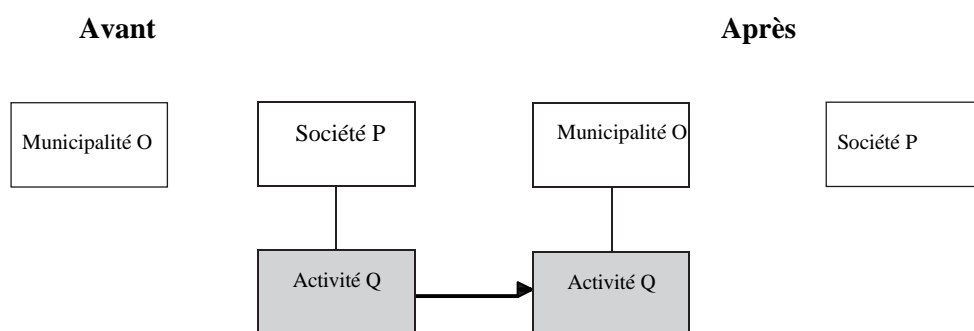 Avant
Après
Municipalité O
Société P
Municipalité O
Société P
Activité Q
Activité Q